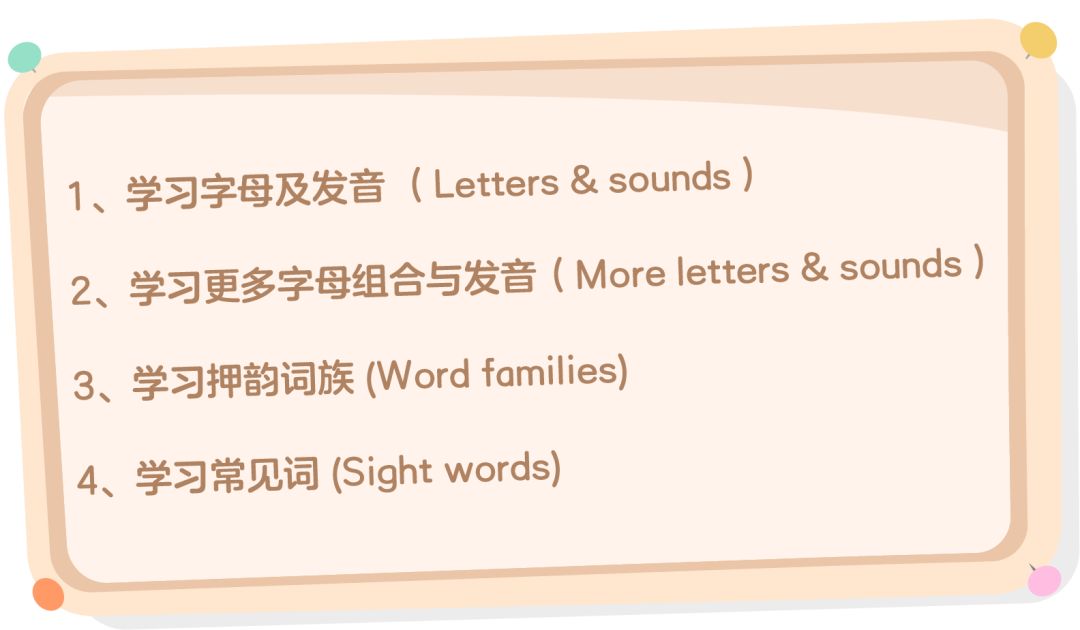 1、学习字母及发音 （ Letters & sounds ）
2、学习更多字母组合与发音（ More letters & sounds ）
3、学习押韵词族 (Word families)
4、学习常见词 (Sight words)